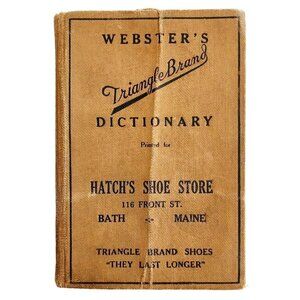 WEBSTER'S
Triangle Brand
DICTIONARY
Printed for
HATCH'S SHOE STORE
116 FRONT ST.
BATH -:- MAINE
TRIANGLE BRAND SHOES
"THEY LAST LONGER"